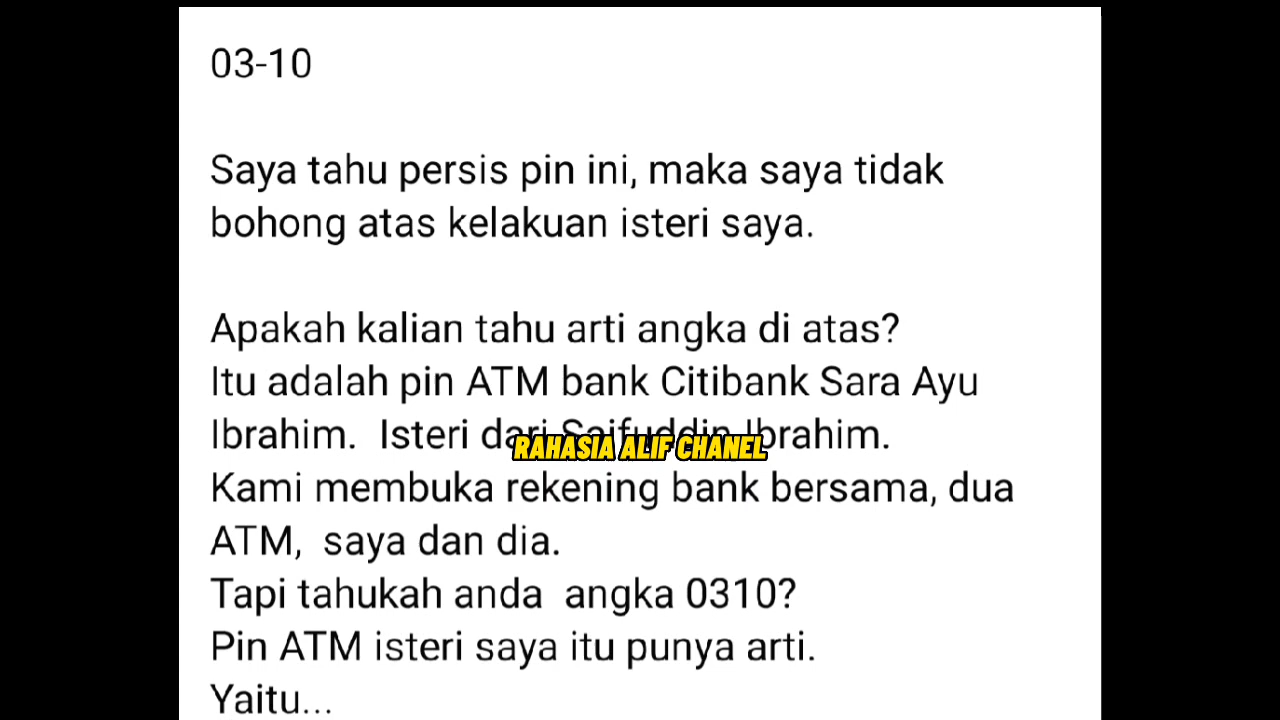 03-10
Saya tahu persis pin ini, maka saya tidak
bohong atas kelakuan isteri saya.
Apakah kalian tahu arti angka di atas?
Itu adalah pin ATM bank Citibank Sara Ayu
Ibrahim. Isteri dari Saifuddin Ibrahim.
RAHASIA ALIF CHANEL
Kami membuka rekening bank bersama, dua
ATM, saya dan dia.
Tapi tahukah anda angka 0310?
Pin ATM isteri saya itu punya arti.
Yaitu...